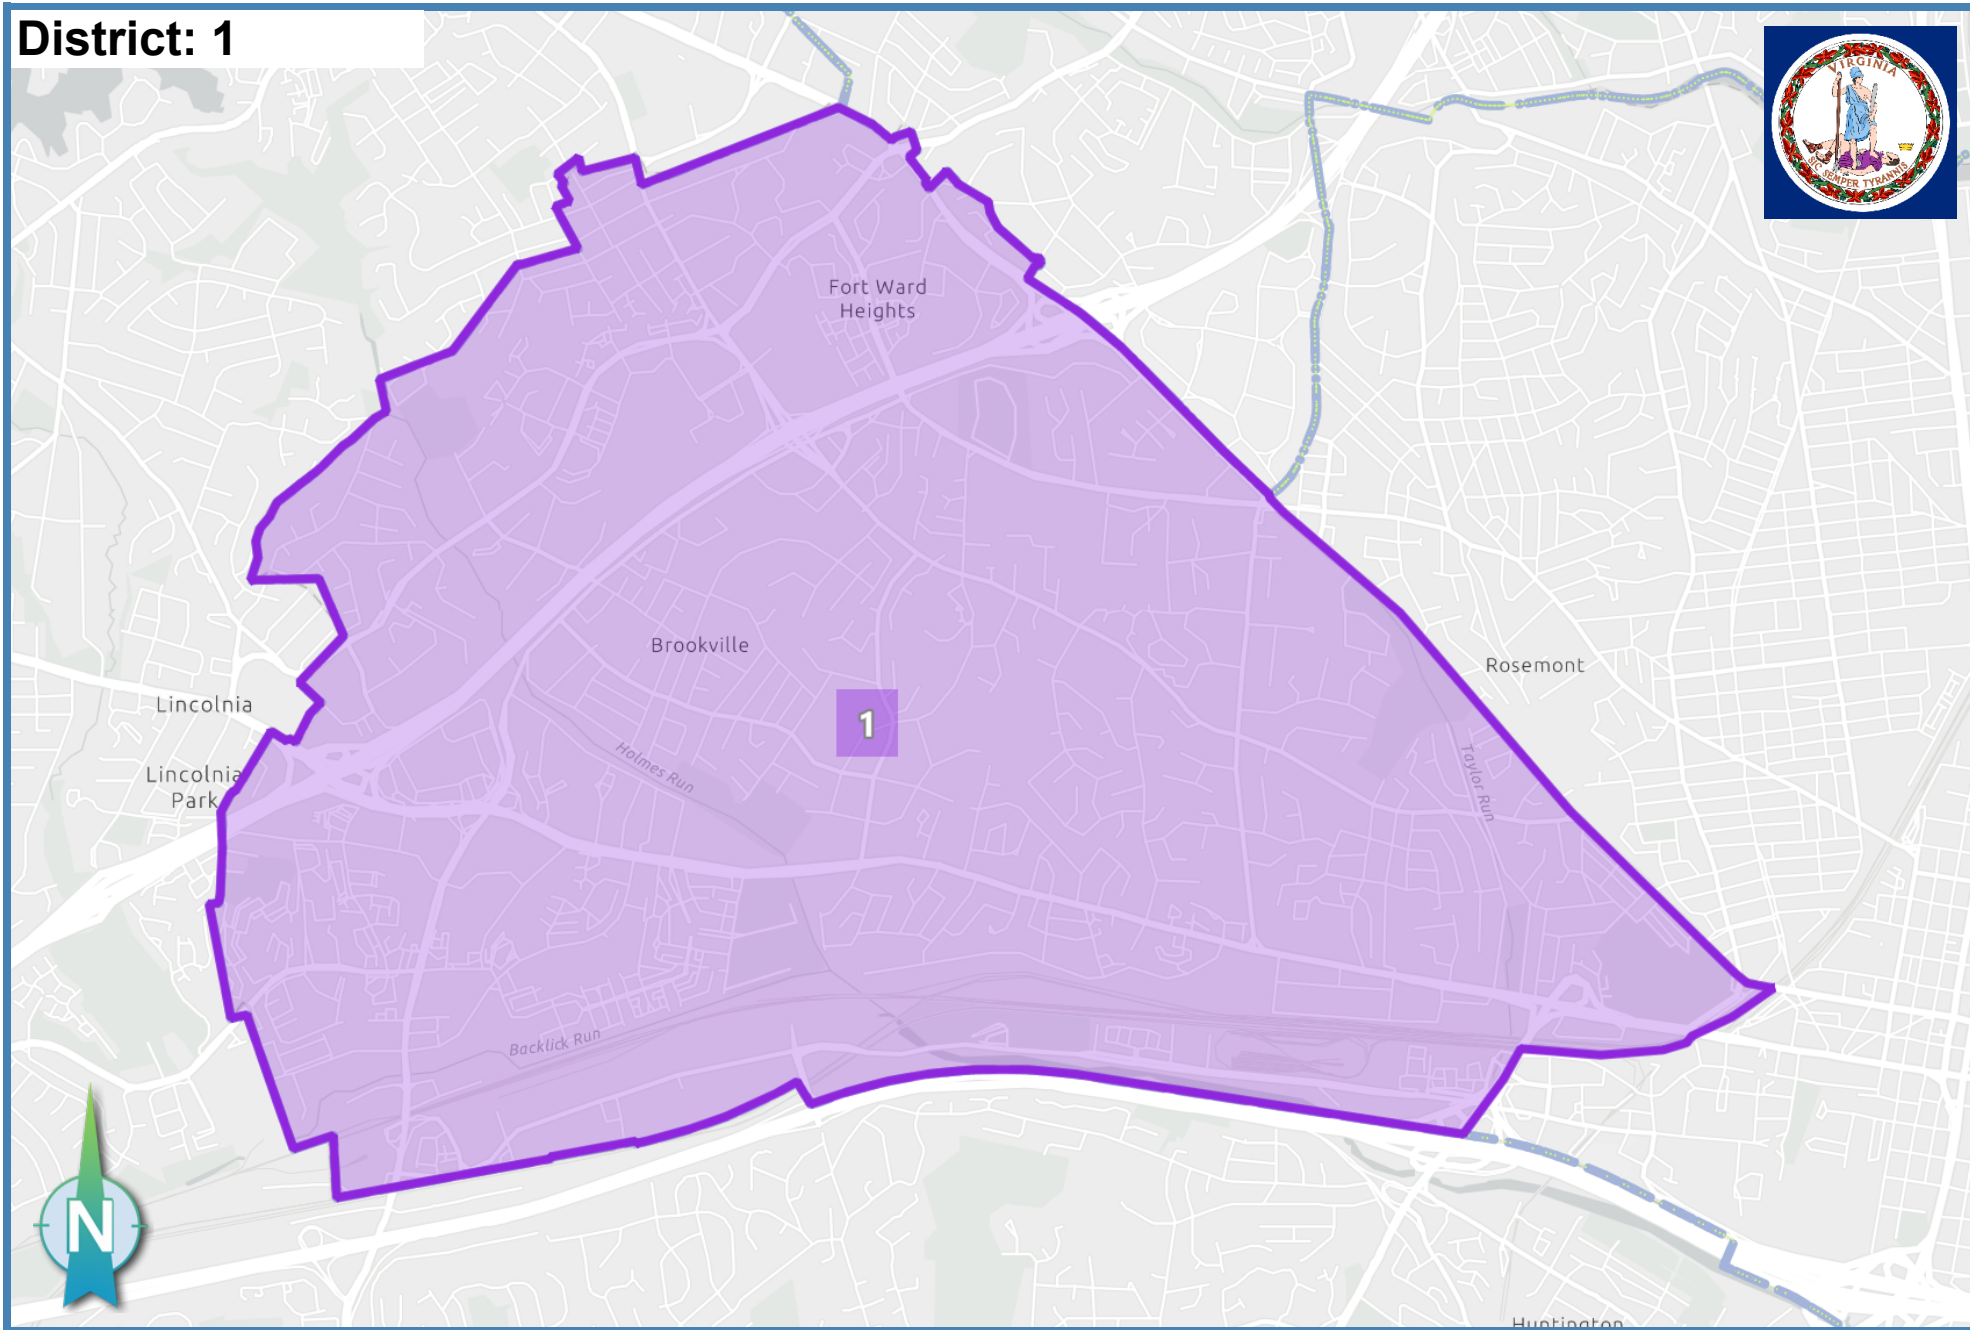 District: 1
VIRGINIA
SIC SEMPER TYRANNIS
Fort Ward
Heights
Brookville
Rosemont
Lincolnia
1
Holmes Run
Taylor Run
Lincolnia
Park
Backlick Run
N
Huntington